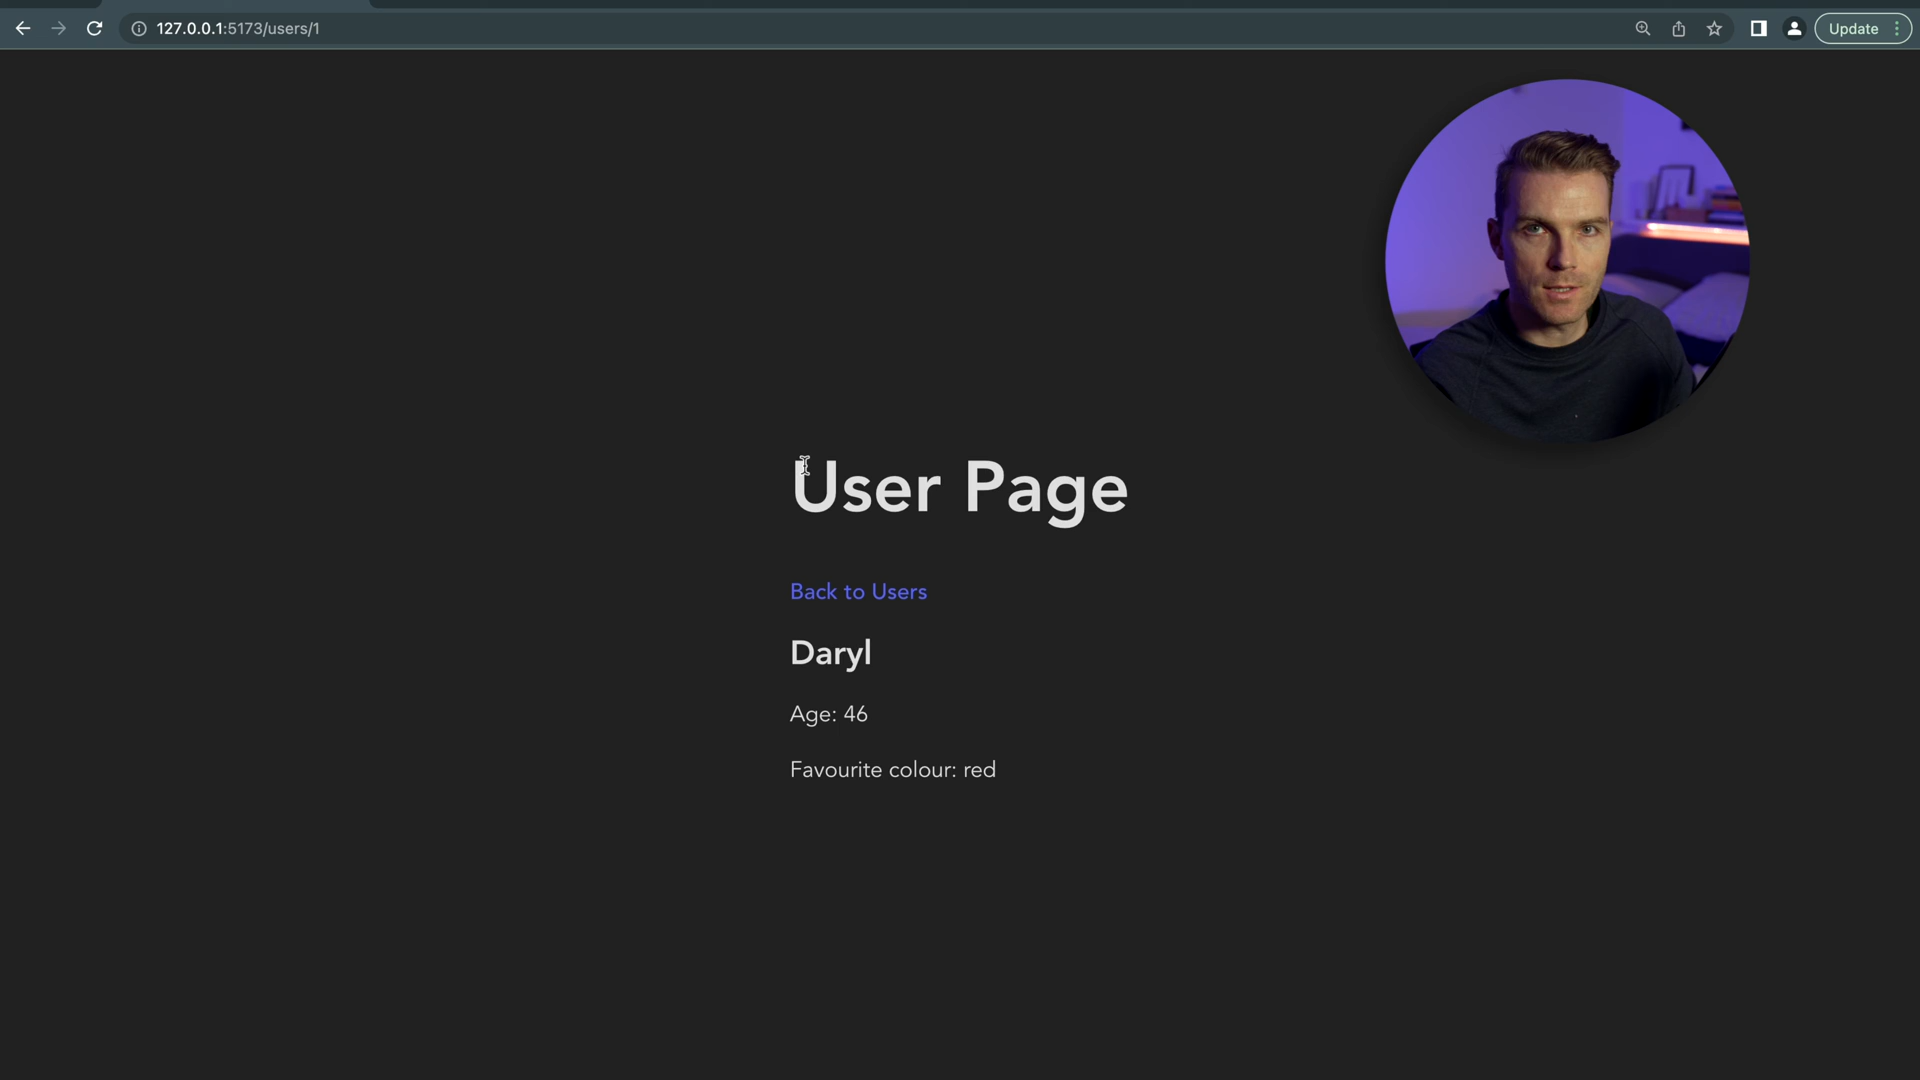 127.0.0.1:5173/users/1
Update
User Page
Back to Users
Daryl
Age: 46
Favourite colour: red